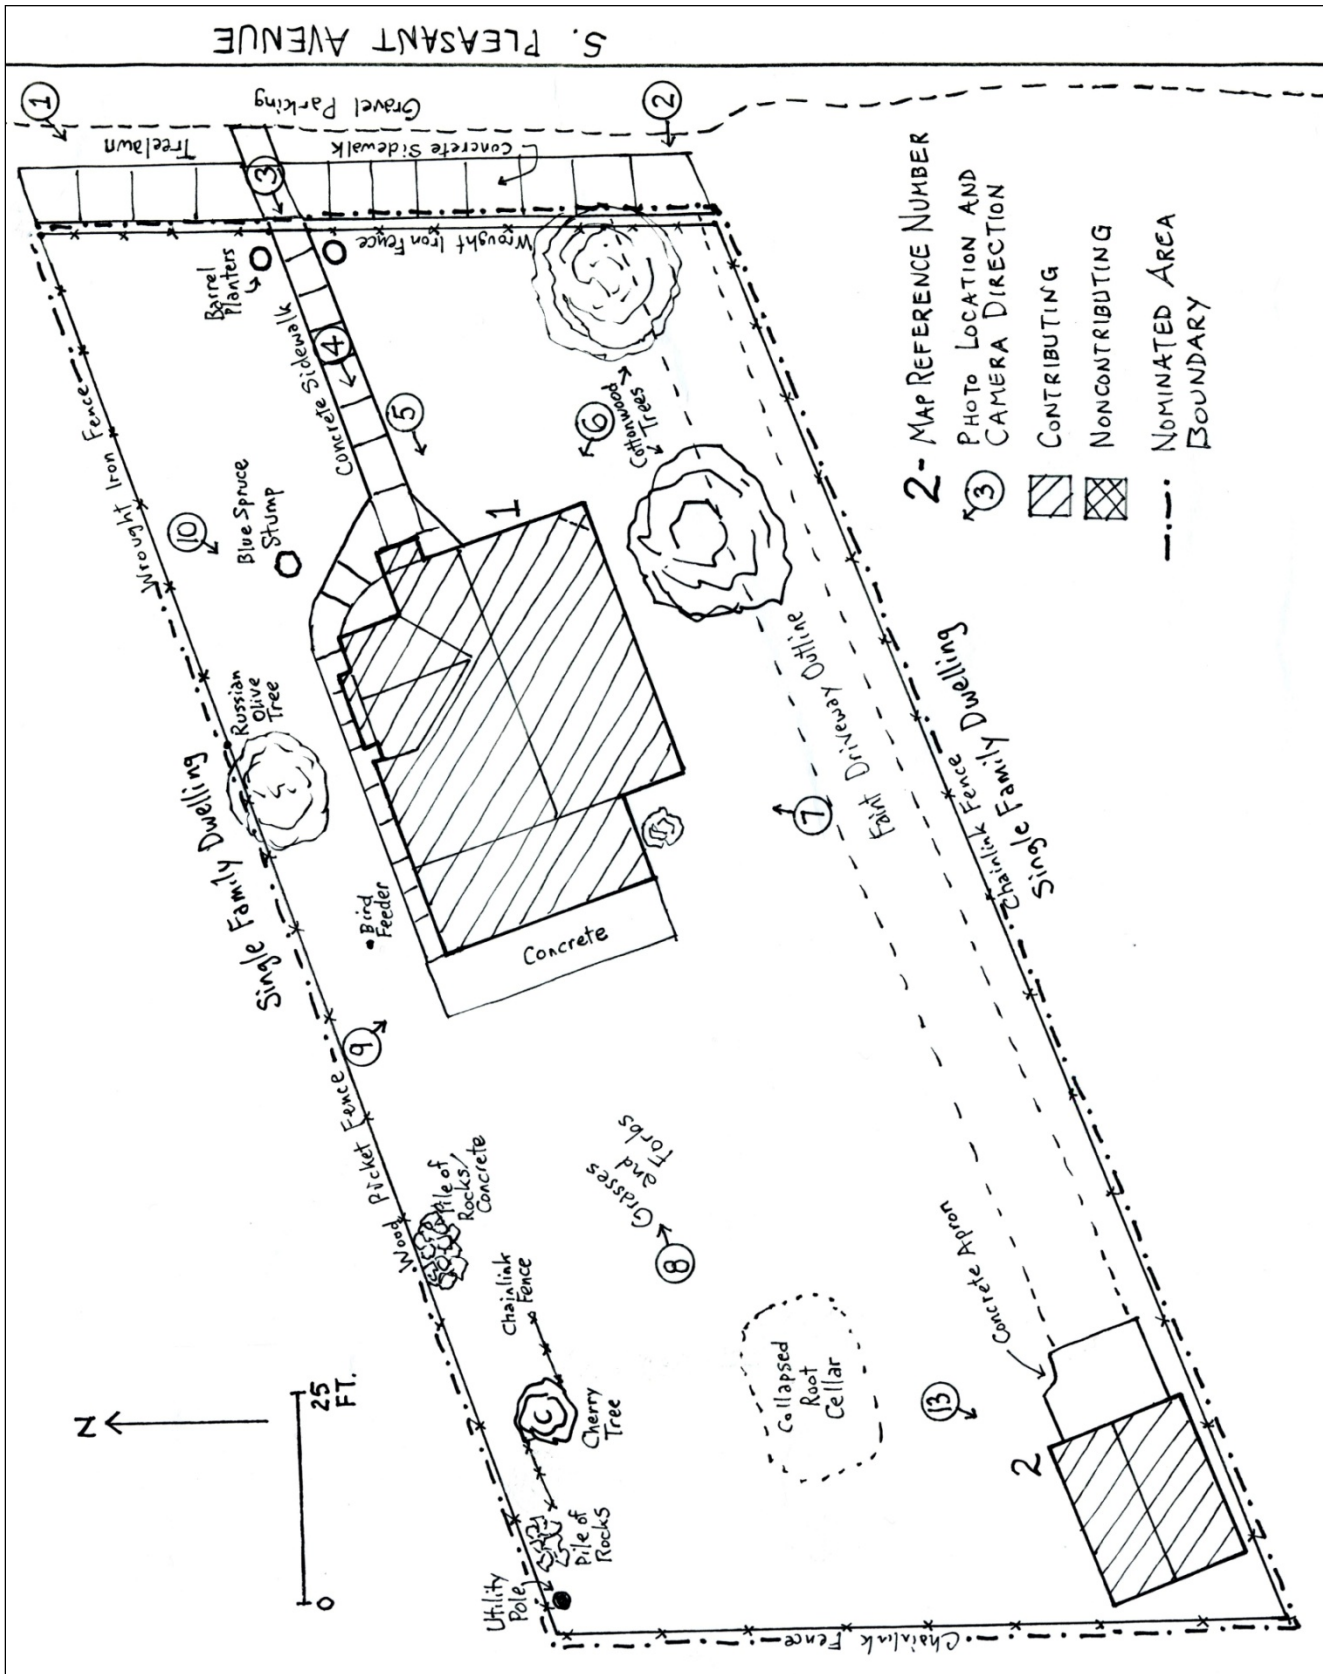 S. PLEASANT AVENUE
Gravel Parking
Treelawn
Concrete Sidewalk
1
2
3
Wrought Iron Fence
Barrel
Planters
Concrete Sidewalk
4
5
6
Cottonwood
Trees
Wrought Iron Fence
10
Blue Spruce
Stump
1
Russian
Olive
Tree
Single Family Dwelling
Bird
Feeder
Concrete
7
Faint Driveway Outline
Chainlink Fence
Single Family Dwelling
9
Wood Picket Fence
Pile of
Rocks/
Concrete
Grasses
and
Forbs
8
Chainlink
Fence
Cherry
Tree
Collapsed
Root
Cellar
Concrete Apron
13
2
Pile of
Rocks
Utility
Pole
Chainlink Fence
N
0
25
FT.
2- MAP REFERENCE NUMBER
3 PHOTO LOCATION AND
CAMERA DIRECTION
CONTRIBUTING
NONCONTRIBUTING
NOMINATED AREA
BOUNDARY